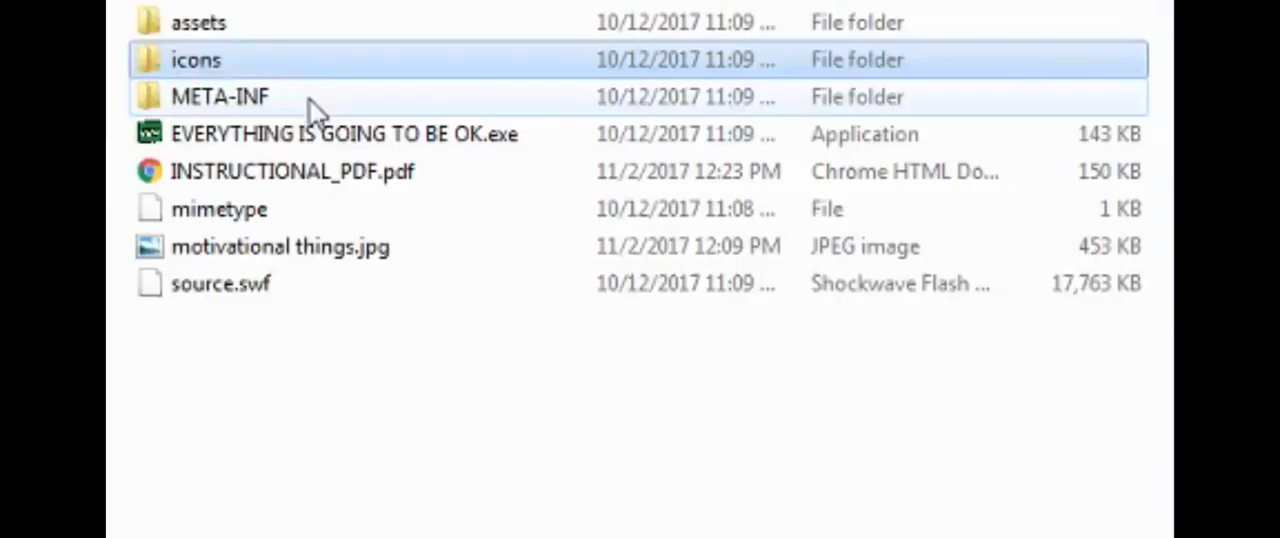 assets 10/12/2017 11:09 ... File folder
icons 10/12/2017 11:09 ... File folder
META-INF 10/12/2017 11:09 ... File folder
EVERYTHING IS GOING TO BE OK.exe 10/12/2017 11:09 ... Application 143 KB
INSTRUCTIONAL_PDF.pdf 11/2/2017 12:23 PM Chrome HTML Do... 150 KB
mimetype 10/12/2017 11:08 ... File 1 KB
motivational things.jpg 11/2/2017 12:09 PM JPEG image 453 KB
source.swf 10/12/2017 11:09 ... Shockwave Flash ... 17,763 KB